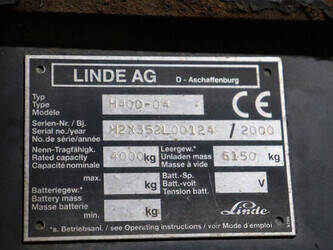 LINDE AG D - Aschaffenburg
Typ
Type H40D-04
Modèle
CE
Serien-Nr. / Bj.
Serial no./year H2X352L00124 / 2000
No. de série/année
Nenn-Tragfähigk. Leergew.*
Rated capacity 4000 kg Unladen mass 6150 kg
Capacité nominale Masse à vide
max. kg Batt.-Sp.
Batteriegew.* Batt.-volt V
Battery mass Tension batt.
Masse batterie
min. kg Linde
*a. Betriebsanl. / see Operating instructions / voir Mode d'emploi